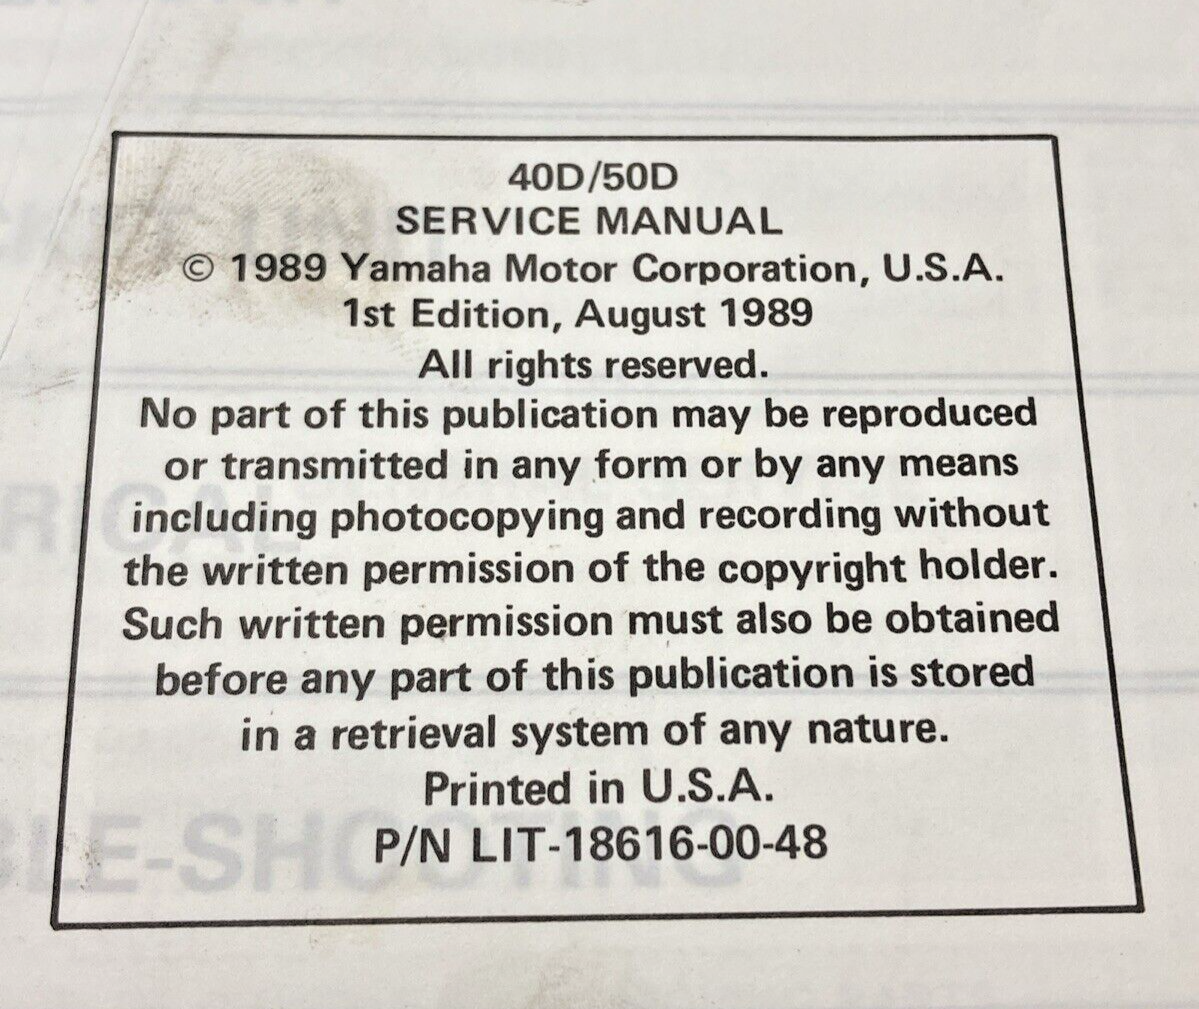 40D/50D
SERVICE MANUAL
© 1989 Yamaha Motor Corporation, U.S.A.
1st Edition, August 1989
All rights reserved.
No part of this publication may be reproduced
or transmitted in any form or by any means
including photocopying and recording without
the written permission of the copyright holder.
Such written permission must also be obtained
before any part of this publication is stored
in a retrieval system of any nature.
Printed in U.S.A.
P/N LIT-18616-00-48